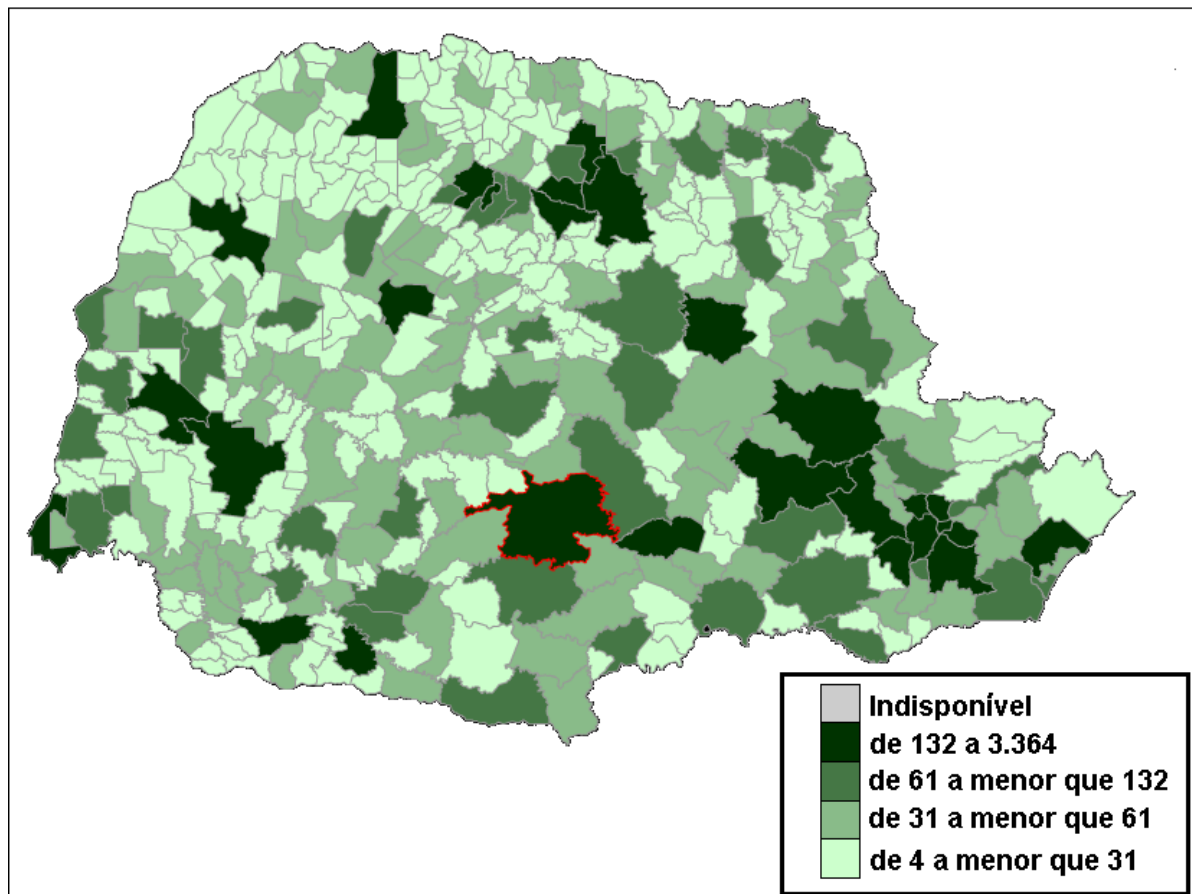 Indisponível
de 132 a 3.364
de 61 a menor que 132
de 31 a menor que 61
de 4 a menor que 31